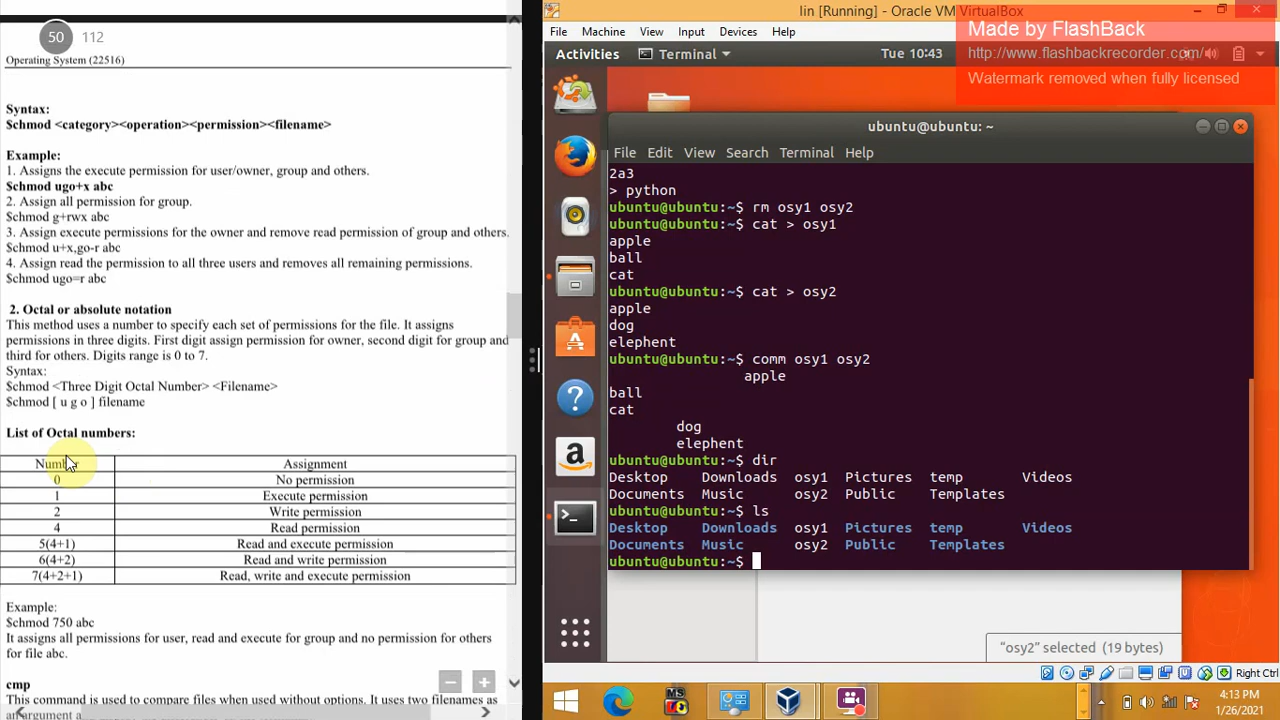 50 112
Operating System (22516)
Syntax:
$chmod <category><operation><permission><filename>
Example:
1. Assigns the execute permission for user/owner, group and others.
$chmod ugo+x abc
2. Assign all permission for group.
$chmod g+rwx abc
3. Assign execute permissions for the owner and remove read permission of group and others.
$chmod u+x,go-r abc
4. Assign read the permission to all three users and removes all remaining permissions.
$chmod ugo=r abc
2. Octal or absolute notation
This method uses a number to specify each set of permissions for the file. It assigns
permissions in three digits. First digit assign permission for owner, second digit for group and
third for others. Digits range is 0 to 7.
Syntax:
$chmod <Three Digit Octal Number> <Filename>
$chmod [ u g o ] filename
List of Octal numbers:
Number Assignment
0 No permission
1 Execute permission
2 Write permission
4 Read permission
5(4+1) Read and execute permission
6(4+2) Read and write permission
7(4+2+1) Read, write and execute permission
Example:
$chmod 750 abc
It assigns all permissions for user, read and execute for group and no permission for others
for file abc.
cmp
This command is used to compare files when used without options. It uses two filenames as
argument a
lin [Running] - Oracle VM VirtualBox
File Machine View Input Devices Help
Made by FlashBack
http://www.flashbackrecorder.com/
Watermark removed when fully licensed
Activities Terminal Tue 10:43
ubuntu@ubuntu: ~
File Edit View Search Terminal Help
2a3
> python
ubuntu@ubuntu:~$ rm osy1 osy2
ubuntu@ubuntu:~$ cat > osy1
apple
ball
cat
ubuntu@ubuntu:~$ cat > osy2
apple
dog
elephent
ubuntu@ubuntu:~$ comm osy1 osy2
apple
ball
cat
dog
elephent
ubuntu@ubuntu:~$ dir
Desktop Downloads osy1 Pictures temp Videos
Documents Music osy2 Public Templates
ubuntu@ubuntu:~$ ls
Desktop Downloads osy1 Pictures temp Videos
Documents Music osy2 Public Templates
ubuntu@ubuntu:~$
"osy2" selected (19 bytes)
Right Ctrl
MS
4:13 PM
1/26/2021